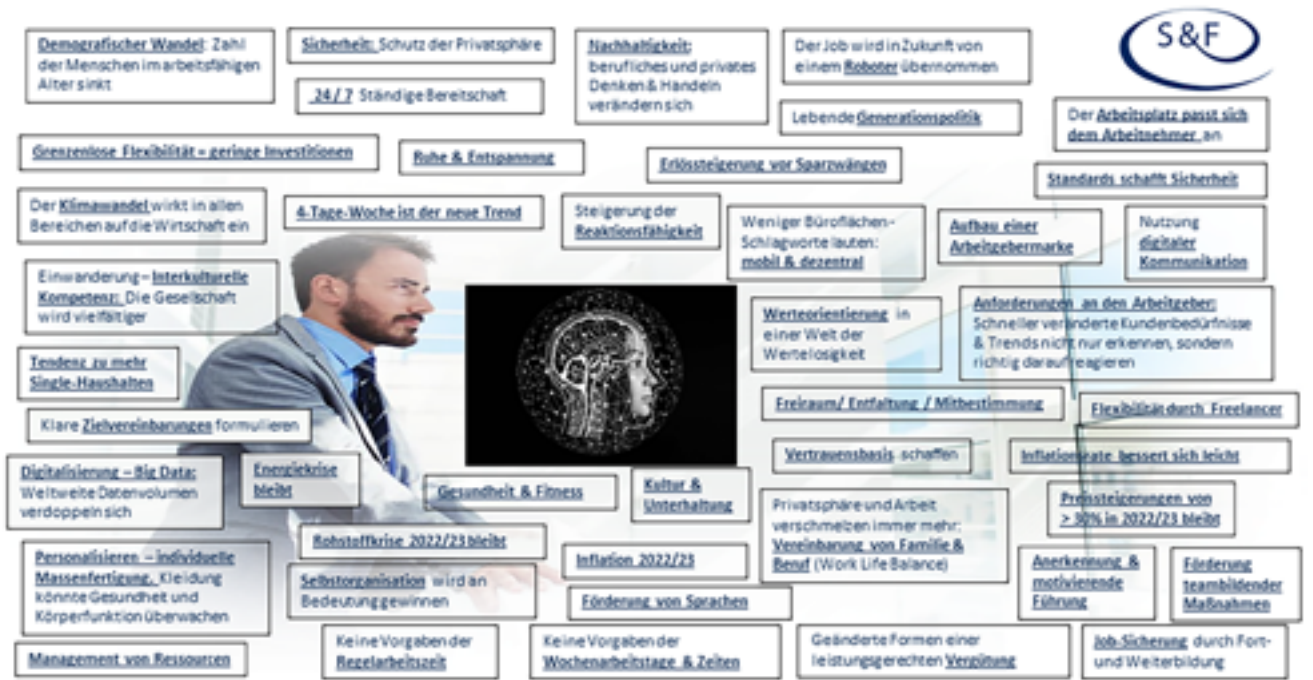 S&F
Demografischer Wandel: Zahl
der Menschen im arbeitsfähigen
Alter sinkt
Sicherheit: Schutz der Privatsphäre
24 / 7 Ständige Bereitschaft
Nachhaltigkeit:
berufliches und privates
Denken & Handeln
verändern sich
Der Job wird in Zukunft von
einem Roboter übernommen
Lebende Generationspolitik
Der Arbeitsplatz passt sich
dem Arbeitnehmer an
Grenzenlose Flexibilität = geringe Investitionen
Ruhe & Entspannung
Erlössteigerung vor Sparzwängen
Standards schafft Sicherheit
Der Klimawandel wirkt in allen
Bereichen auf die Wirtschaft ein
4-Tage-Woche ist der neue Trend
Steigerung der
Reaktionsfähigkeit
Weniger Büroflächen -
Schlagworte lauten:
mobil & dezentral
Aufbau einer
Arbeitgebermarke
Nutzung
digitaler
Kommunikation
Einwanderung – Interkulturelle
Kompetenz: Die Gesellschaft
wird vielfältiger
Werteorientierung in
einer Welt der
Wertelosigkeit
Anforderungen an den Arbeitgeber:
Schneller veränderte Kundenbedürfnisse
& Trends nicht nur erkennen, sondern
richtig darauf reagieren
Tendenz zu mehr
Single-Haushalten
Freiraum/ Entfaltung / Mitbestimmung
Flexibilität durch Freelancer
Klare Zielvereinbarungen formulieren
Vertrauensbasis schaffen
Inflationsrate bessert sich leicht
Digitalisierung – Big Data:
Weltweite Datenvolumen
verdoppeln sich
Energiekrise
bleibt
Gesundheit & Fitness
Kultur &
Unterhaltung
Privatsphäre und Arbeit
verschmelzen immer mehr:
Vereinbarung von Familie &
Beruf (Work Life Balance)
Preissteigerungen von
> 30% in 2022/23 bleibt
Rohstoffkrise 2022/23 bleibt
Inflation 2022/23
Personalisieren – individuelle
Massenfertigung. Kleidung
könnte Gesundheit und
Körperfunktion überwachen
Selbstorganisation wird an
Bedeutung gewinnen
Förderung von Sprachen
Anerkennung &
motivierende
Führung
Förderung
teambildender
Maßnahmen
Management von Ressourcen
Keine Vorgaben der
Regelarbeitszeit
Keine Vorgaben der
Wochenarbeitstage & Zeiten
Geänderte Formen einer
leistungsgerechten Vergütung
Job-Sicherung durch Fort-
und Weiterbildung